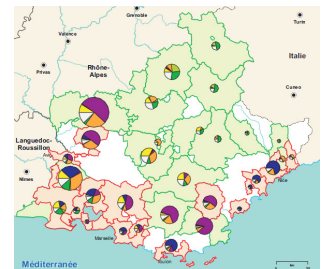 Grenoble
Turin
Valence
Rhône-
Alpes
Privas
Italie
Cuneo
Languedoc-
Roussillon
Nîmes
Nice
Marseille
Toulon
Méditerranée